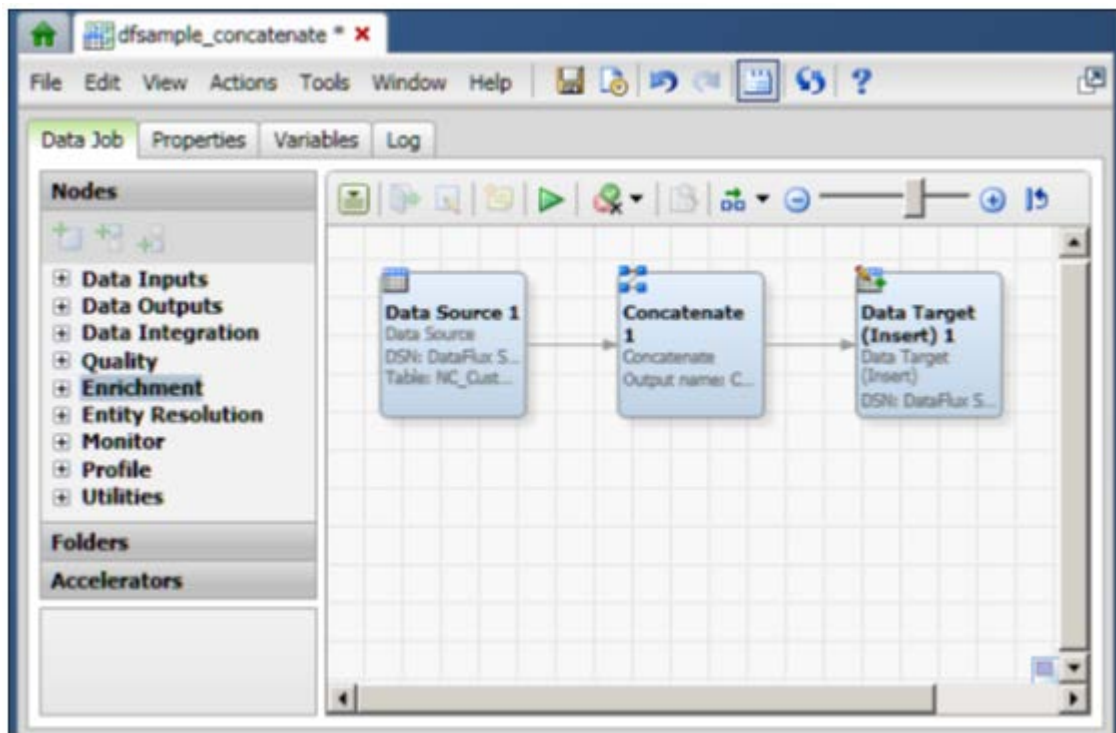 dfsample_concatenate *
File Edit View Actions Tools Window Help
Data Job Properties Variables Log
Nodes
Data Inputs
Data Outputs
Data Integration
Quality
Enrichment
Entity Resolution
Monitor
Profile
Utilities
Folders
Accelerators
Data Source 1
Data Source
DSN: DataFlux S...
Table: NC_Cust...
Concatenate
1
Concatenate
Output name: C...
Data Target
(Insert) 1
Data Target
(Insert)
DSN: DataFlux S...